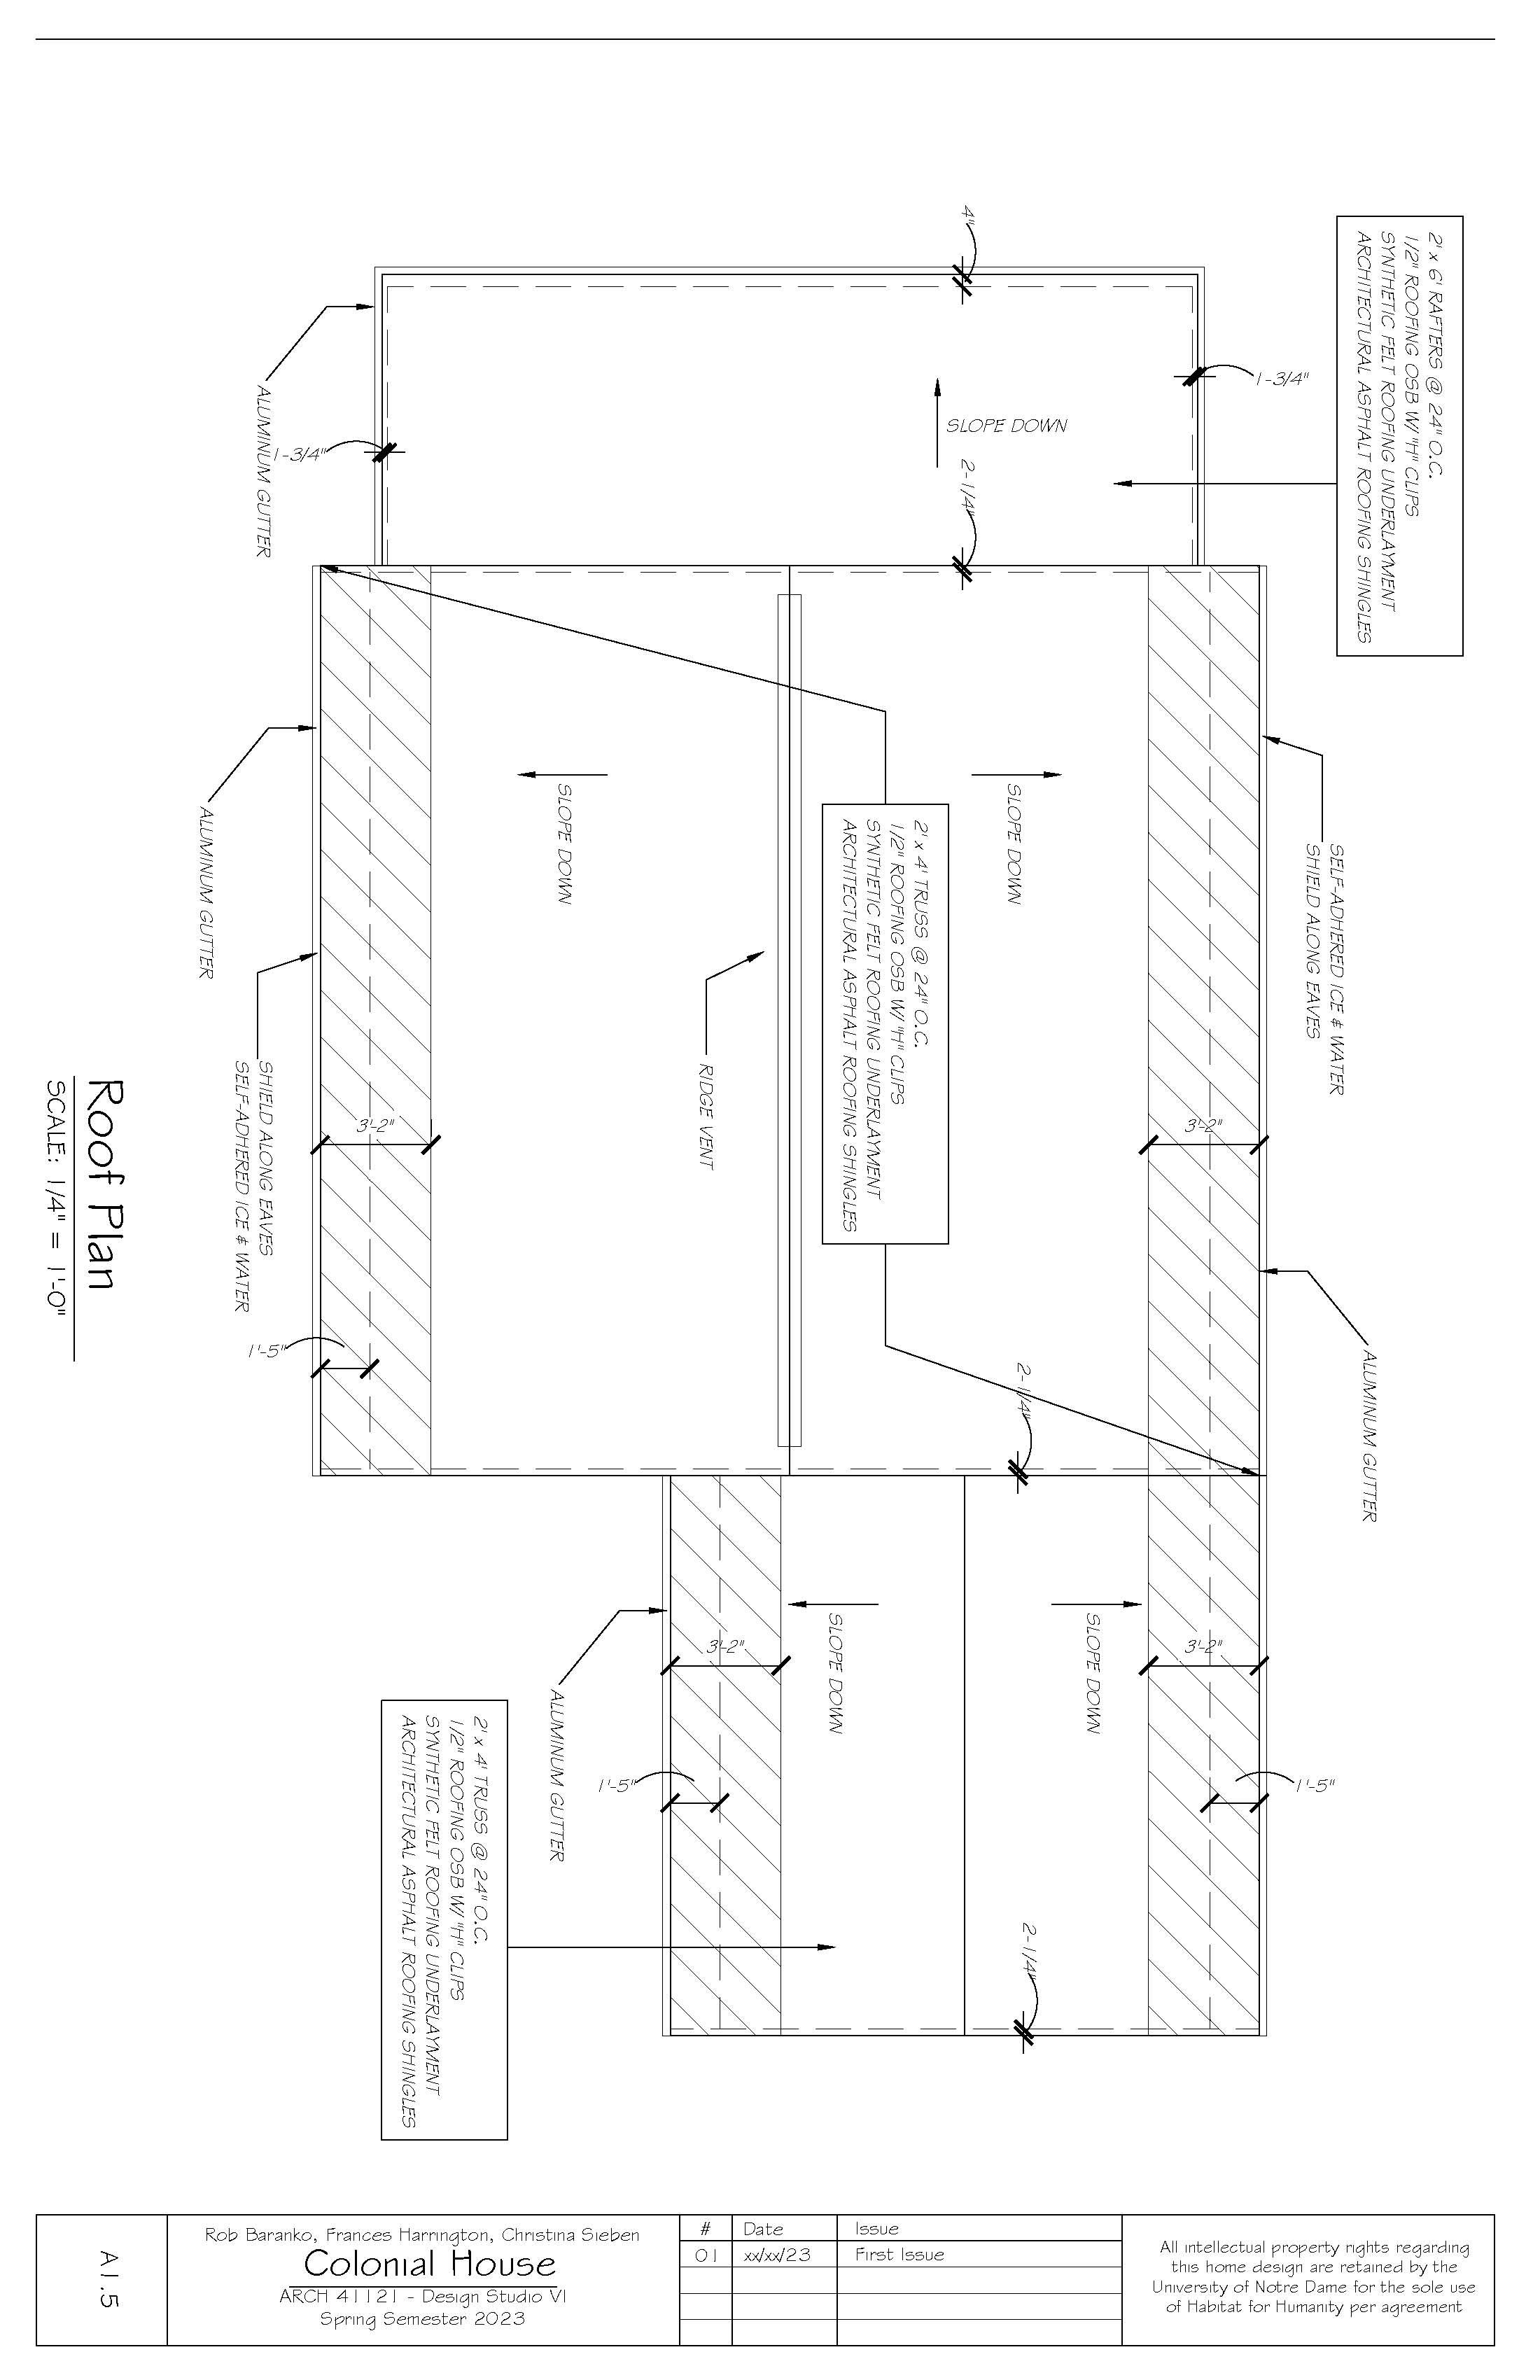 2' x 6' RAFTERS @ 24" O.C.
1/2" ROOFING OSB W/ "H" CLIPS
SYNTHETIC FELT ROOFING UNDERLAYMENT
ARCHITECTURAL ASPHALT ROOFING SHINGLES
SELF-ADHERED ICE & WATER
SHIELD ALONG EAVES
ALUMINUM GUTTER
1'-5"
1-3/4"
3'-2"
3'-2"
SLOPE DOWN
SLOPE DOWN
SLOPE DOWN
4"
2-1/4"
2-1/4"
2-1/4"
2' x 4' TRUSS @ 24" O.C.
1/2" ROOFING OSB W/ "H" CLIPS
SYNTHETIC FELT ROOFING UNDERLAYMENT
ARCHITECTURAL ASPHALT ROOFING SHINGLES
SLOPE DOWN
RIDGE VENT
3'-2"
1'-5"
SLOPE DOWN
ALUMINUM GUTTER
2' x 4' TRUSS @ 24" O.C.
1/2" ROOFING OSB W/ "H" CLIPS
SYNTHETIC FELT ROOFING UNDERLAYMENT
ARCHITECTURAL ASPHALT ROOFING SHINGLES
3'-2"
1'-5"
1-3/4"
ALUMINUM GUTTER
SHIELD ALONG EAVES
SELF-ADHERED ICE & WATER
ALUMINUM GUTTER
Roof Plan
SCALE: 1/4" = 1'-0"
All intellectual property rights regarding
this home design are retained by the
University of Notre Dame for the sole use
of Habitat for Humanity per agreement
# Date Issue
01 xx/xx/23 First Issue
Rob Baranko, Frances Harrington, Christina Sieben
Colonial House
ARCH 41121 - Design Studio VI
Spring Semester 2023
A1.5